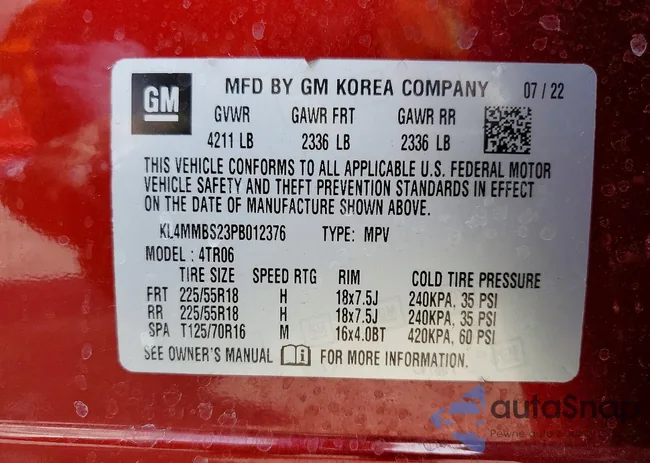 GM MFD BY GM KOREA COMPANY 07 / 22
GVWR GAWR FRT GAWR RR
4211 LB 2336 LB 2336 LB
THIS VEHICLE CONFORMS TO ALL APPLICABLE U.S. FEDERAL MOTOR
VEHICLE SAFETY AND THEFT PREVENTION STANDARDS IN EFFECT
ON THE DATE OF MANUFACTURE SHOWN ABOVE.
KL4MMBS23PB012376 TYPE: MPV
MODEL: 4TR06
TIRE SIZE SPEED RTG RIM COLD TIRE PRESSURE
FRT 225/55R18 H 18x7.5J 240KPA, 35 PSI
RR 225/55R18 H 18x7.5J 240KPA, 35 PSI
SPA T125/70R16 M 16x4.0BT 420KPA, 60 PSI
SEE OWNER'S MANUAL FOR MORE INFORMATION.
autoSnap